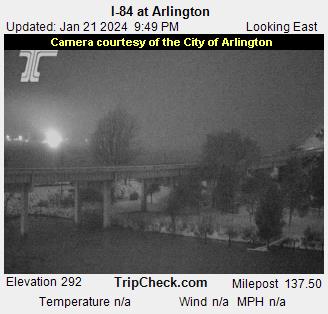 I-84 at Arlington
Updated: Jan 21 2024 9:49 PM Looking East
Camera courtesy of the City of Arlington
Elevation 292 TripCheck.com Milepost 137.50
Temperature n/a Wind n/a MPH n/a